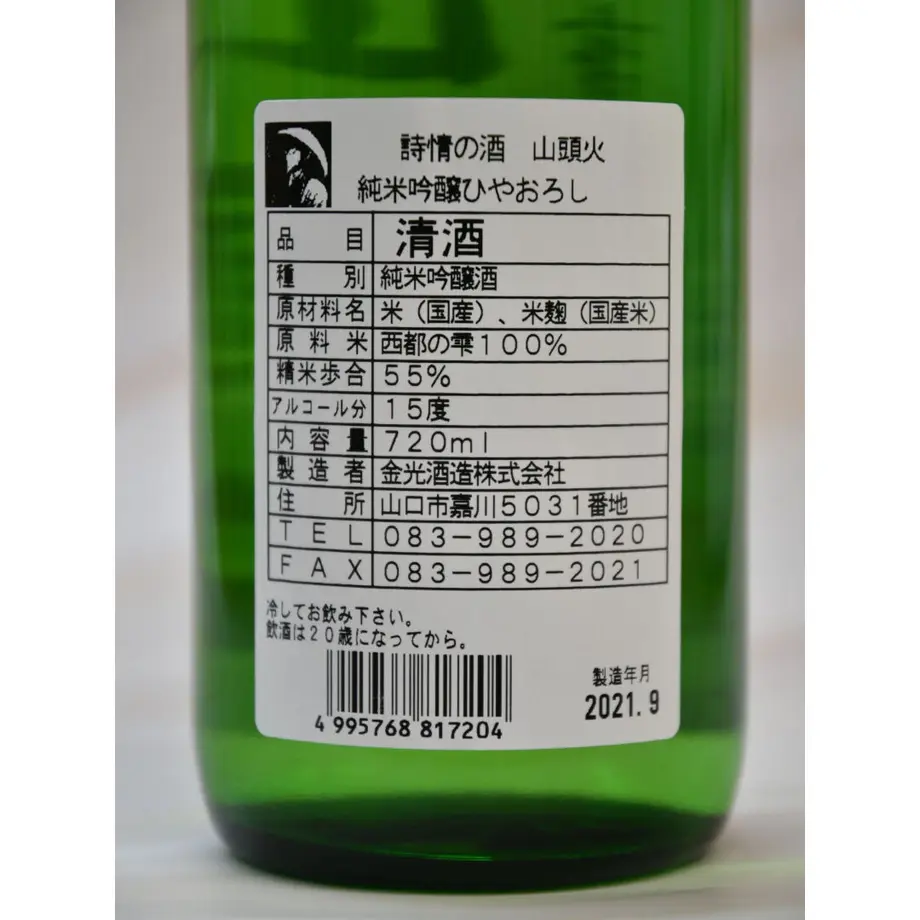 詩情の酒 山頭火
純米吟醸ひやおろし
品目 清酒
種別 純米吟醸酒
原材料名 米（国産）、米麹（国産米）
原料米 西都の雫１００％
精米歩合 ５５％
アルコール分 １５度
内容量 ７２０ｍｌ
製造者 金光酒造株式会社
住所 山口市嘉川５０３１番地
ＴＥＬ ０８３－９８９－２０２０
ＦＡＸ ０８３－９８９－２０２１
冷してお飲み下さい。
飲酒は２０歳になってから。
製造年月
2021.9
4 995768 817204